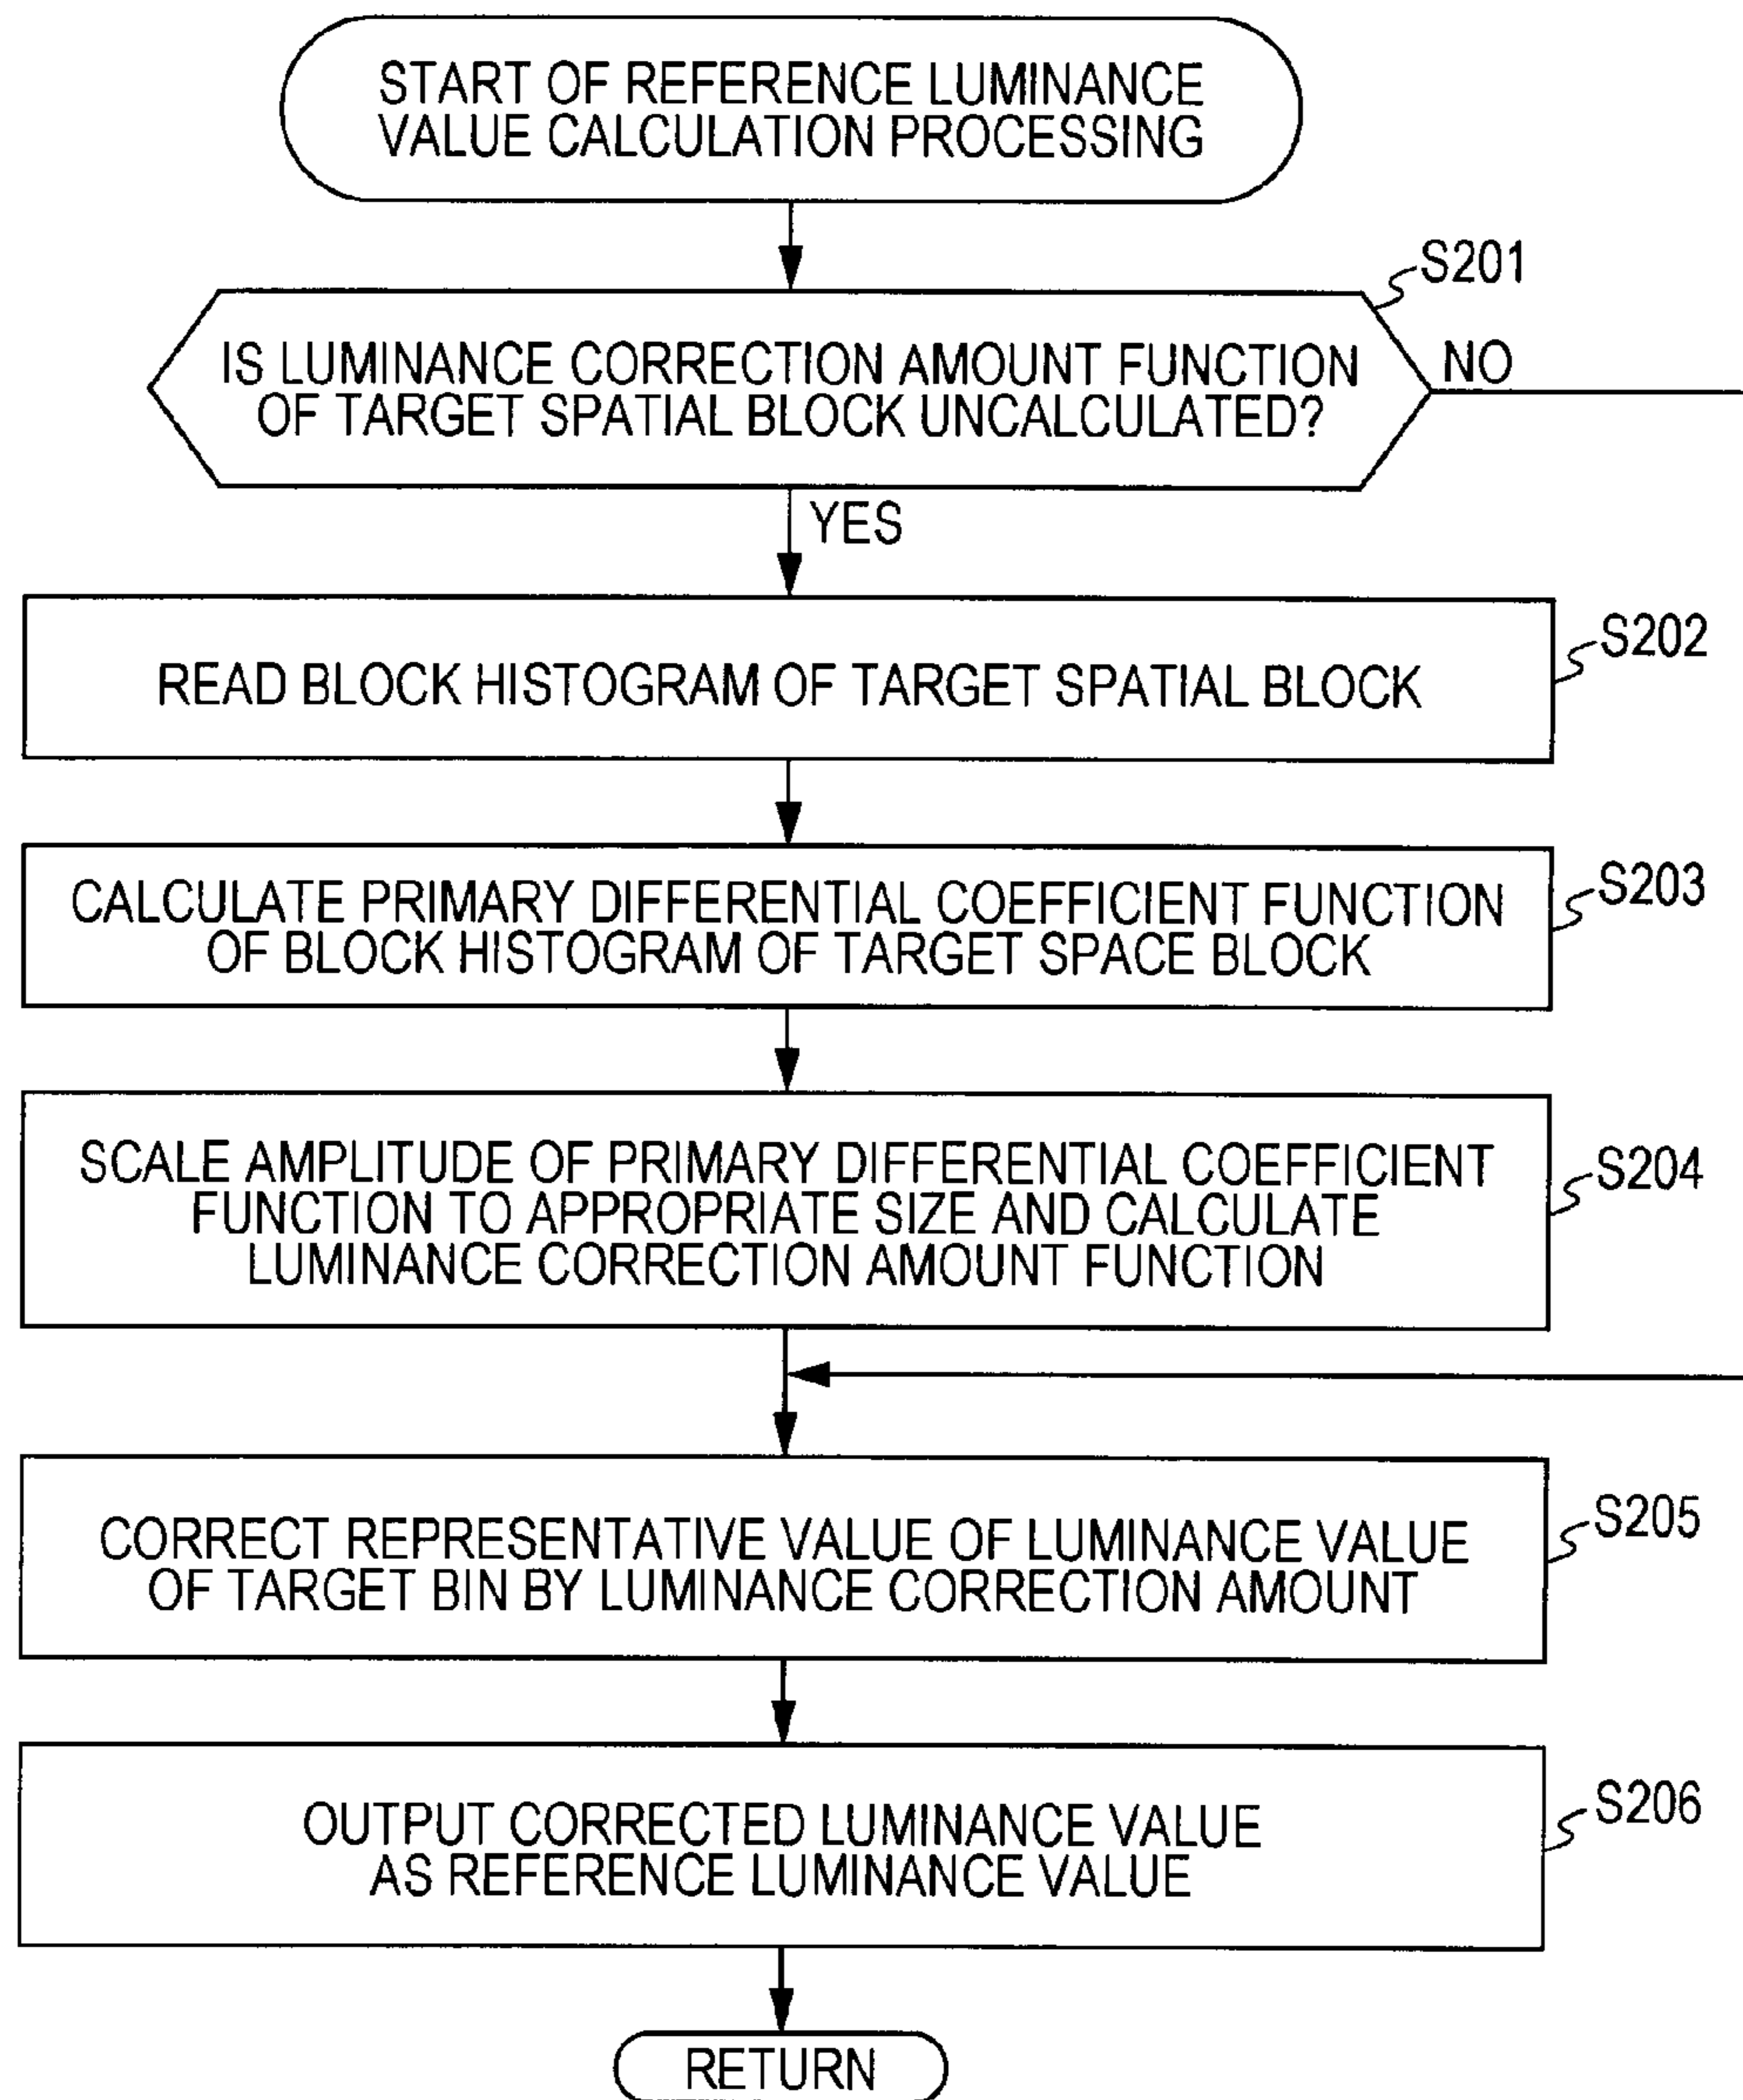 START OF REFERENCE LUMINANCE
VALUE CALCULATION PROCESSING
S201
IS LUMINANCE CORRECTION AMOUNT FUNCTION
OF TARGET SPATIAL BLOCK UNCALCULATED?
NO
YES
S202
READ BLOCK HISTOGRAM OF TARGET SPATIAL BLOCK
S203
CALCULATE PRIMARY DIFFERENTIAL COEFFICIENT FUNCTION
OF BLOCK HISTOGRAM OF TARGET SPACE BLOCK
S204
SCALE AMPLITUDE OF PRIMARY DIFFERENTIAL COEFFICIENT
FUNCTION TO APPROPRIATE SIZE AND CALCULATE
LUMINANCE CORRECTION AMOUNT FUNCTION
S205
CORRECT REPRESENTATIVE VALUE OF LUMINANCE VALUE
OF TARGET BIN BY LUMINANCE CORRECTION AMOUNT
S206
OUTPUT CORRECTED LUMINANCE VALUE
AS REFERENCE LUMINANCE VALUE
RETURN